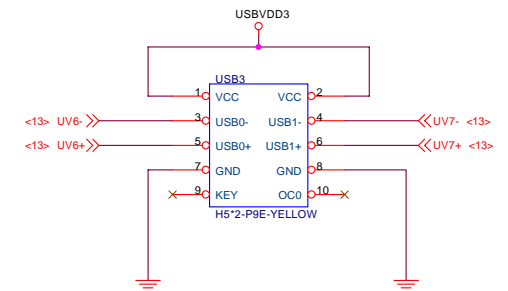 USBVDD3
USB3
1 VCC VCC 2
<13> UV6- 3 USB0- USB1- 4 UV7- <13>
<13> UV6+ 5 USB0+ USB1+ 6 UV7+ <13>
7 GND GND 8
9 KEY OC0 10
H5*2-P9E-YELLOW